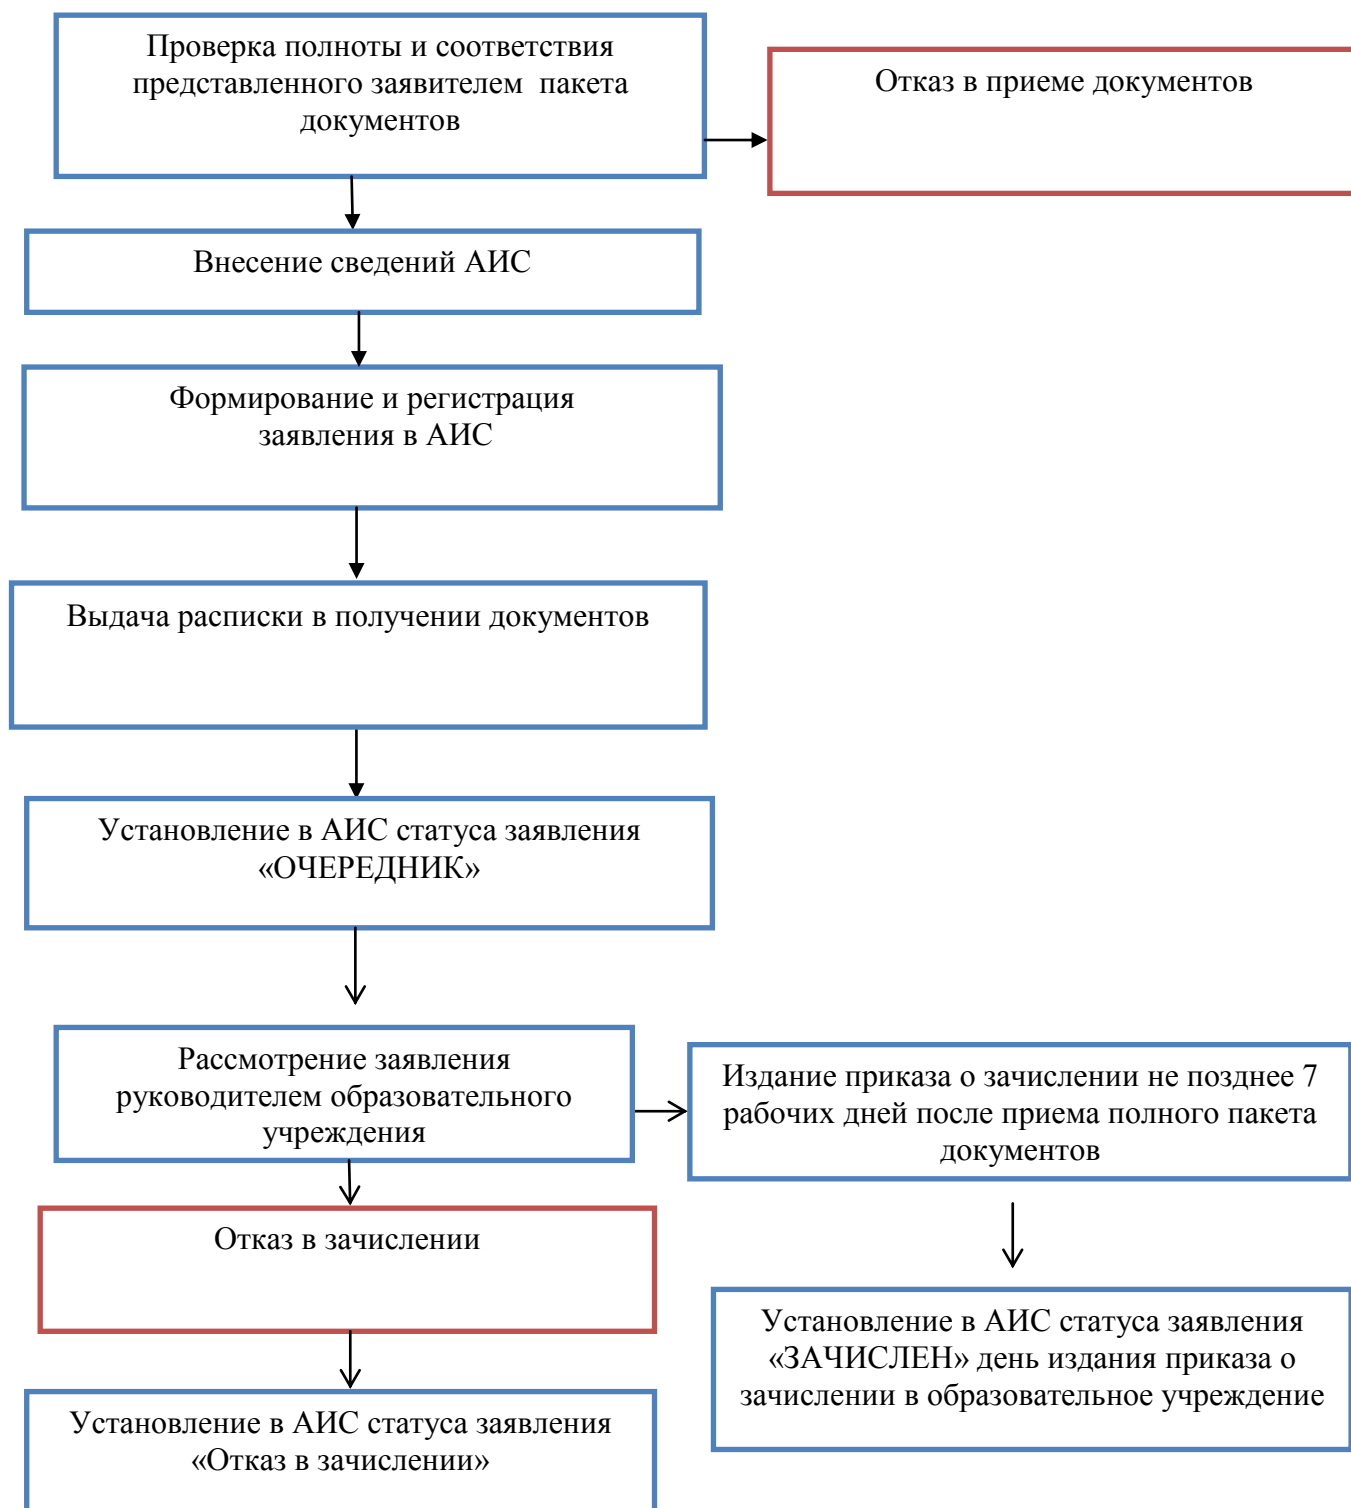 Проверка полноты и соответствия
представленного заявителем пакета
документов
Отказ в приеме документов
Внесение сведений АИС
Формирование и регистрация
заявления в АИС
Выдача расписки в получении документов
Установление в АИС статуса заявления
«ОЧЕРЕДНИК»
Рассмотрение заявления
руководителем образовательного
учреждения
Издание приказа о зачислении не позднее 7
рабочих дней после приема полного пакета
документов
Отказ в зачислении
Установление в АИС статуса заявления
«ЗАЧИСЛЕН» день издания приказа о
зачислении в образовательное учреждение
Установление в АИС статуса заявления
«Отказ в зачислении»